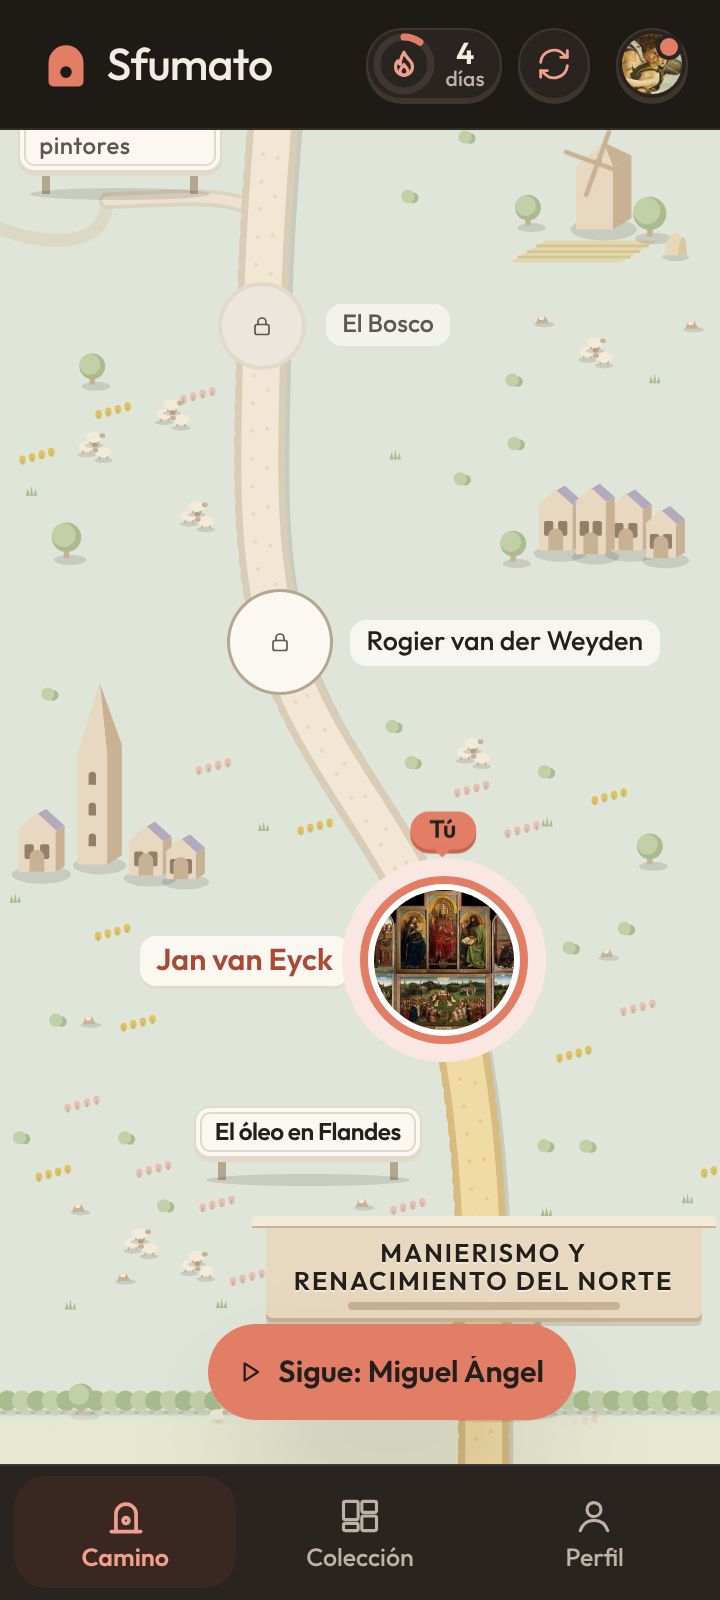 Sfumato
4
días
pintores
El Bosco
Rogier van der Weyden
Tú
Jan van Eyck
El óleo en Flandes
MANIERISMO Y
RENACIMIENTO DEL NORTE
Sigue: Miguel Ángel
Camino
Colección
Perfil